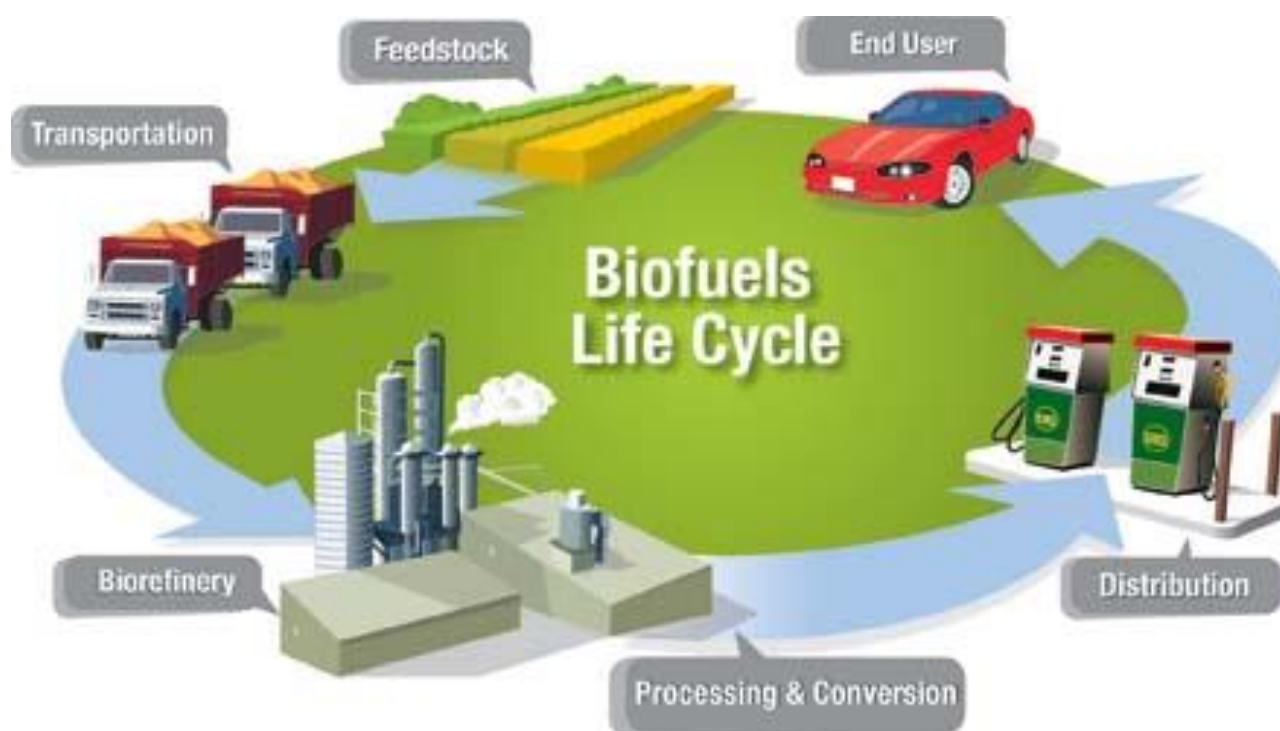 Feedstock
End User
Transportation
Biofuels
Life Cycle
Biorefinery
Distribution
Processing & Conversion